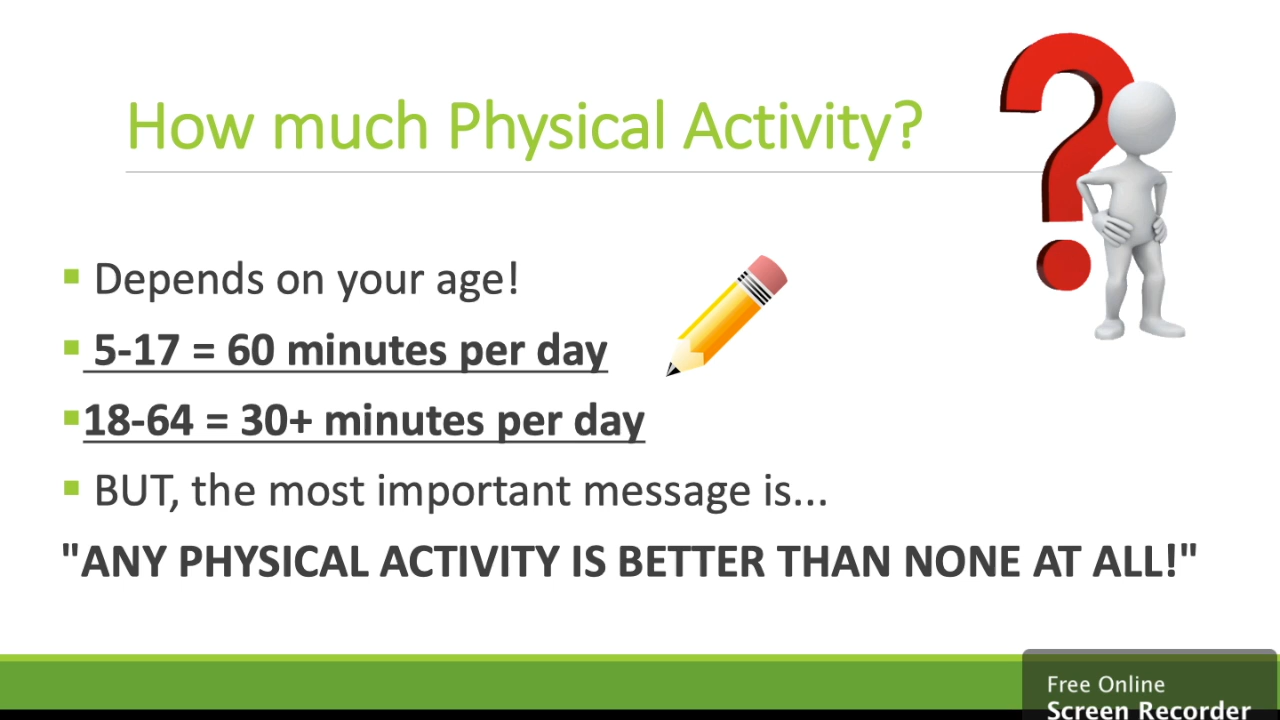 How much Physical Activity?
Depends on your age!
5-17 = 60 minutes per day
18-64 = 30+ minutes per day
BUT, the most important message is...
"ANY PHYSICAL ACTIVITY IS BETTER THAN NONE AT ALL!"
Free Online
Screen Recorder